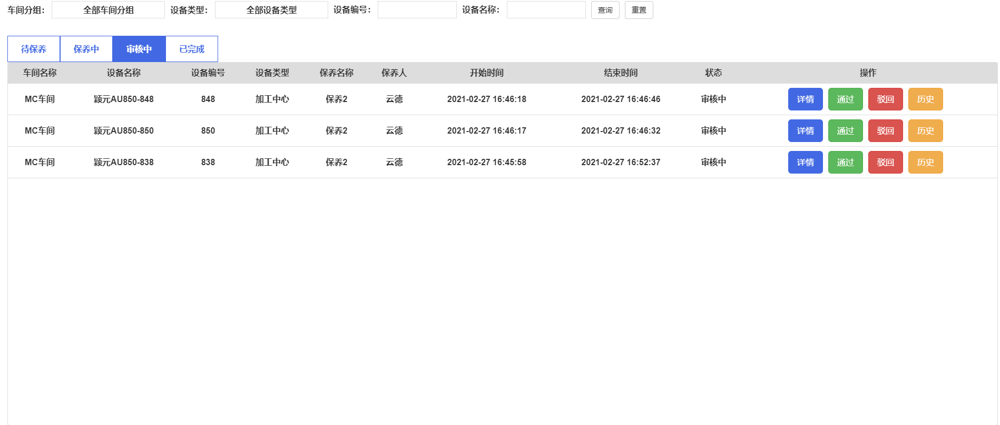 车间分组： 全部车间分组 设备类型： 全部设备类型 设备编号： 设备名称： 查询 重置
待保养 保养中 审核中 已完成
车间名称 设备名称 设备编号 设备类型 保养名称 保养人 开始时间 结束时间 状态 操作
MC车间 颖元AU850-848 848 加工中心 保养2 云德 2021-02-27 16:46:18 2021-02-27 16:46:46 审核中 详情 通过 驳回 历史
MC车间 颖元AU850-850 850 加工中心 保养2 云德 2021-02-27 16:46:17 2021-02-27 16:46:32 审核中 详情 通过 驳回 历史
MC车间 颖元AU850-838 838 加工中心 保养2 云德 2021-02-27 16:45:58 2021-02-27 16:52:37 审核中 详情 通过 驳回 历史